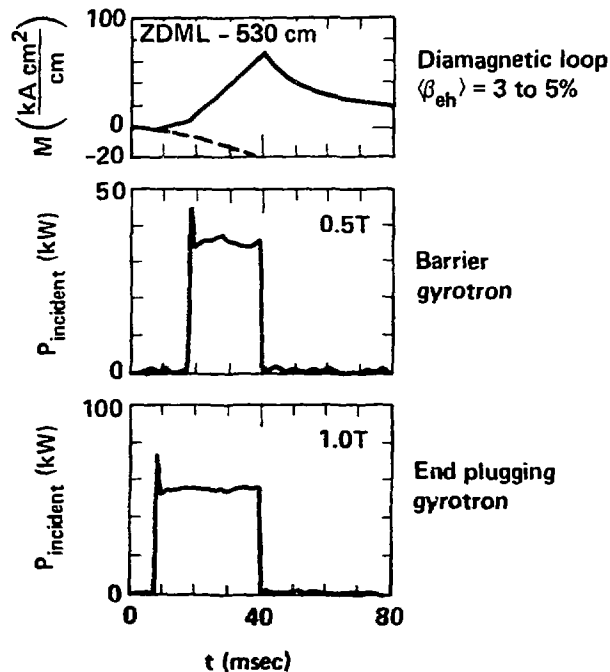 M (kA cm²/cm)
100
0
-20
ZDML - 530 cm
Diamagnetic loop
⟨β_eh⟩ = 3 to 5%
P_incident (kW)
50
0
0.5T
Barrier
gyrotron
P_incident (kW)
100
0
1.0T
End plugging
gyrotron
0 40 80
t (msec)